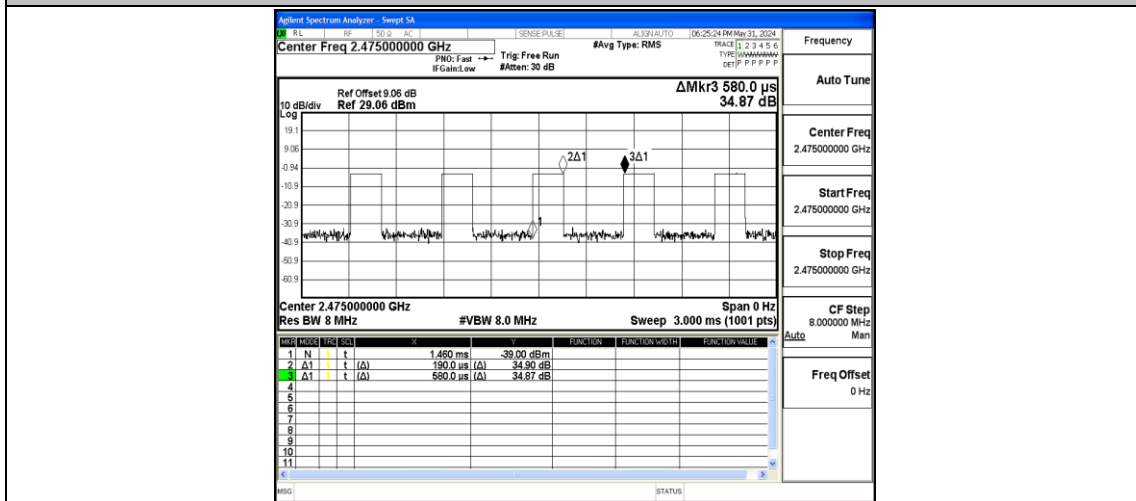 Agilent Spectrum Analyzer - Swept SA
RL RF 50 Ω AC SENSE:PULSE ALIGN AUTO 06:25:24 PM May 31, 2024
Center Freq 2.475000000 GHz
PNO: Fast
IFGain:Low
Trig: Free Run
#Atten: 30 dB
#Avg Type: RMS
TRACE 1 2 3 4 5 6
TYPE
DET P P P P P P
Frequency
ΔMkr3 580.0 µs
34.87 dB
Ref Offset 9.06 dB
10 dB/div Ref 29.06 dBm
Log
19.1
9.06
-0.94
-10.9
-20.9
-30.9
-40.9
-50.9
-60.9
2Δ1
3Δ1
1
Center 2.475000000 GHz Span 0 Hz
Res BW 8 MHz #VBW 8.0 MHz Sweep 3.000 ms (1001 pts)
MKR MODE TRC SCL X Y FUNCTION FUNCTION WIDTH FUNCTION VALUE
1 N 1 t 1.460 ms -39.00 dBm
2 Δ1 1 t (Δ) 190.0 µs (Δ) 34.90 dB
3 Δ1 1 t (Δ) 580.0 µs (Δ) 34.87 dB
4
5
6
7
8
9
10
11
MSG STATUS
Auto Tune
Center Freq
2.475000000 GHz
Start Freq
2.475000000 GHz
Stop Freq
2.475000000 GHz
CF Step
8.000000 MHz
Auto Man
Freq Offset
0 Hz